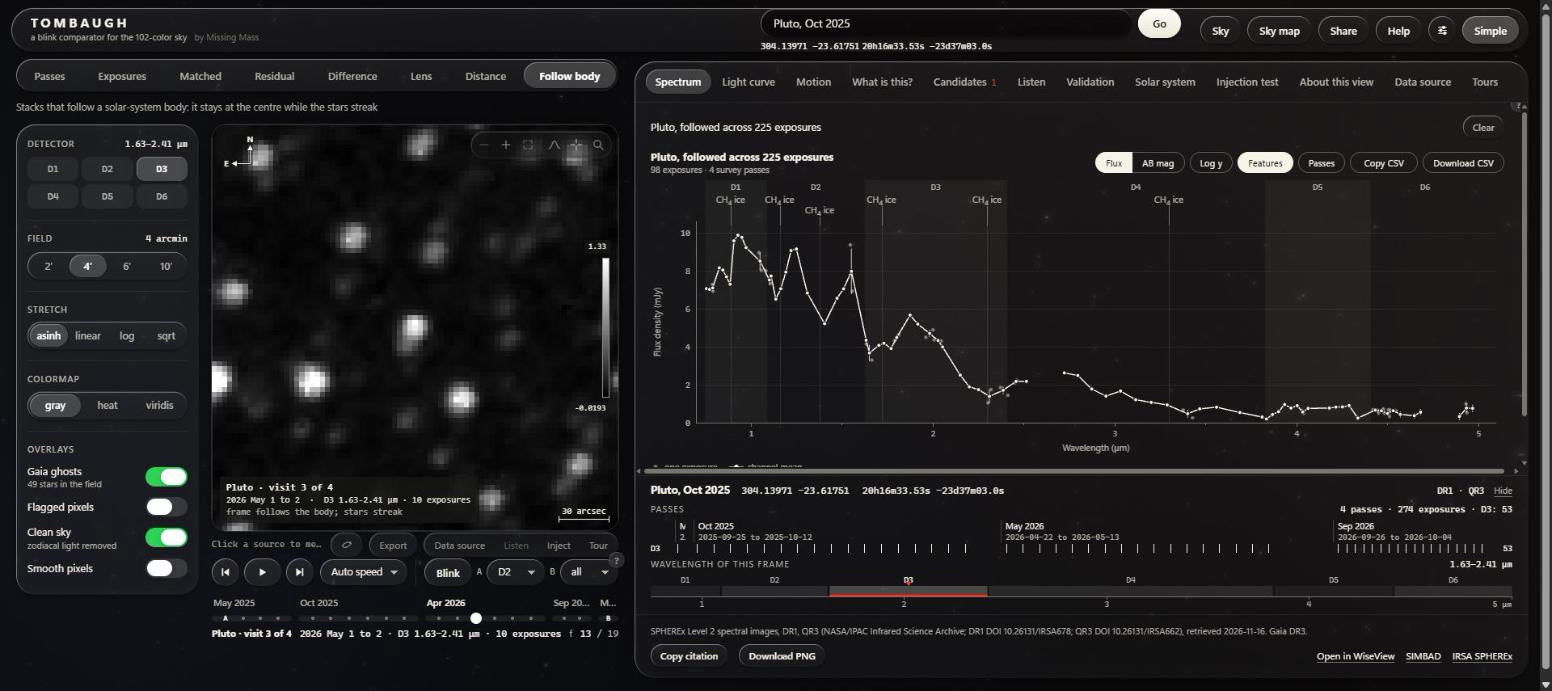 TOMBAUGH
a blink comparator for the 102-color sky by Missing Mass
Pluto, Oct 2025
Go
Sky
Sky map
Share
Help
Simple
304.13971 −23.61751 20h16m33.53s −23d37m03.0s
Passes
Exposures
Matched
Residual
Difference
Lens
Distance
Follow body
Stacks that follow a solar-system body: it stays at the centre while the stars streak
DETECTOR 1.63–2.41 μm
D1 D2 D3
D4 D5 D6
FIELD 4 arcmin
2' 4' 6' 10'
STRETCH
asinh linear log sqrt
COLORMAP
gray heat viridis
OVERLAYS
Gaia ghosts
49 stars in the field
Flagged pixels
Clean sky
zodiacal light removed
Smooth pixels
N
E
1.33
-0.0193
Pluto · visit 3 of 4
2026 May 1 to 2 · D3 1.63-2.41 μm · 10 exposures
frame follows the body; stars streak
30 arcsec
Click a source to me…
Export
Data source
Listen
Inject
Tour
?
Auto speed
Blink
A D2
B all
May 2025 Oct 2025 Apr 2026 Sep 20… M…
A B
Pluto · visit 3 of 4 2026 May 1 to 2 · D3 1.63-2.41 μm · 10 exposures f 13 / 19
Spectrum
Light curve
Motion
What is this?
Candidates 1
Listen
Validation
Solar system
Injection test
About this view
Data source
Tours
?
Pluto, followed across 225 exposures
Clear
Pluto, followed across 225 exposures
98 exposures · 4 survey passes
Flux
AB mag
Log y
Features
Passes
Copy CSV
Download CSV
D1 D2 D3 D4 D5 D6
CH4 ice CH4 ice CH4 ice CH4 ice CH4 ice CH4 ice
10
8
6
4
2
0
Flux density (mJy)
1 2 3 4 5
Wavelength (μm)
one exposure channel mean
Pluto, Oct 2025 304.13971 −23.61751 20h16m33.53s −23d37m03.0s
DR1 · QR3 Hide
PASSES 4 passes · 274 exposures · D3: 53
Oct 2025 May 2026 Sep 2026
2025-09-25 to 2025-10-12 2026-04-22 to 2026-05-13 2026-09-26 to 2026-10-04
D3 53
WAVELENGTH OF THIS FRAME 1.63–2.41 μm
D1 D2 D3 D4 D5 D6
1 2 3 4 5 μm
SPHEREx Level 2 spectral images, DR1, QR3 (NASA/IPAC Infrared Science Archive; DR1 DOI 10.26131/IRSA678; QR3 DOI 10.26131/IRSA662), retrieved 2026-11-16. Gaia DR3.
Copy citation
Download PNG
Open in WiseView
SIMBAD
IRSA SPHEREx